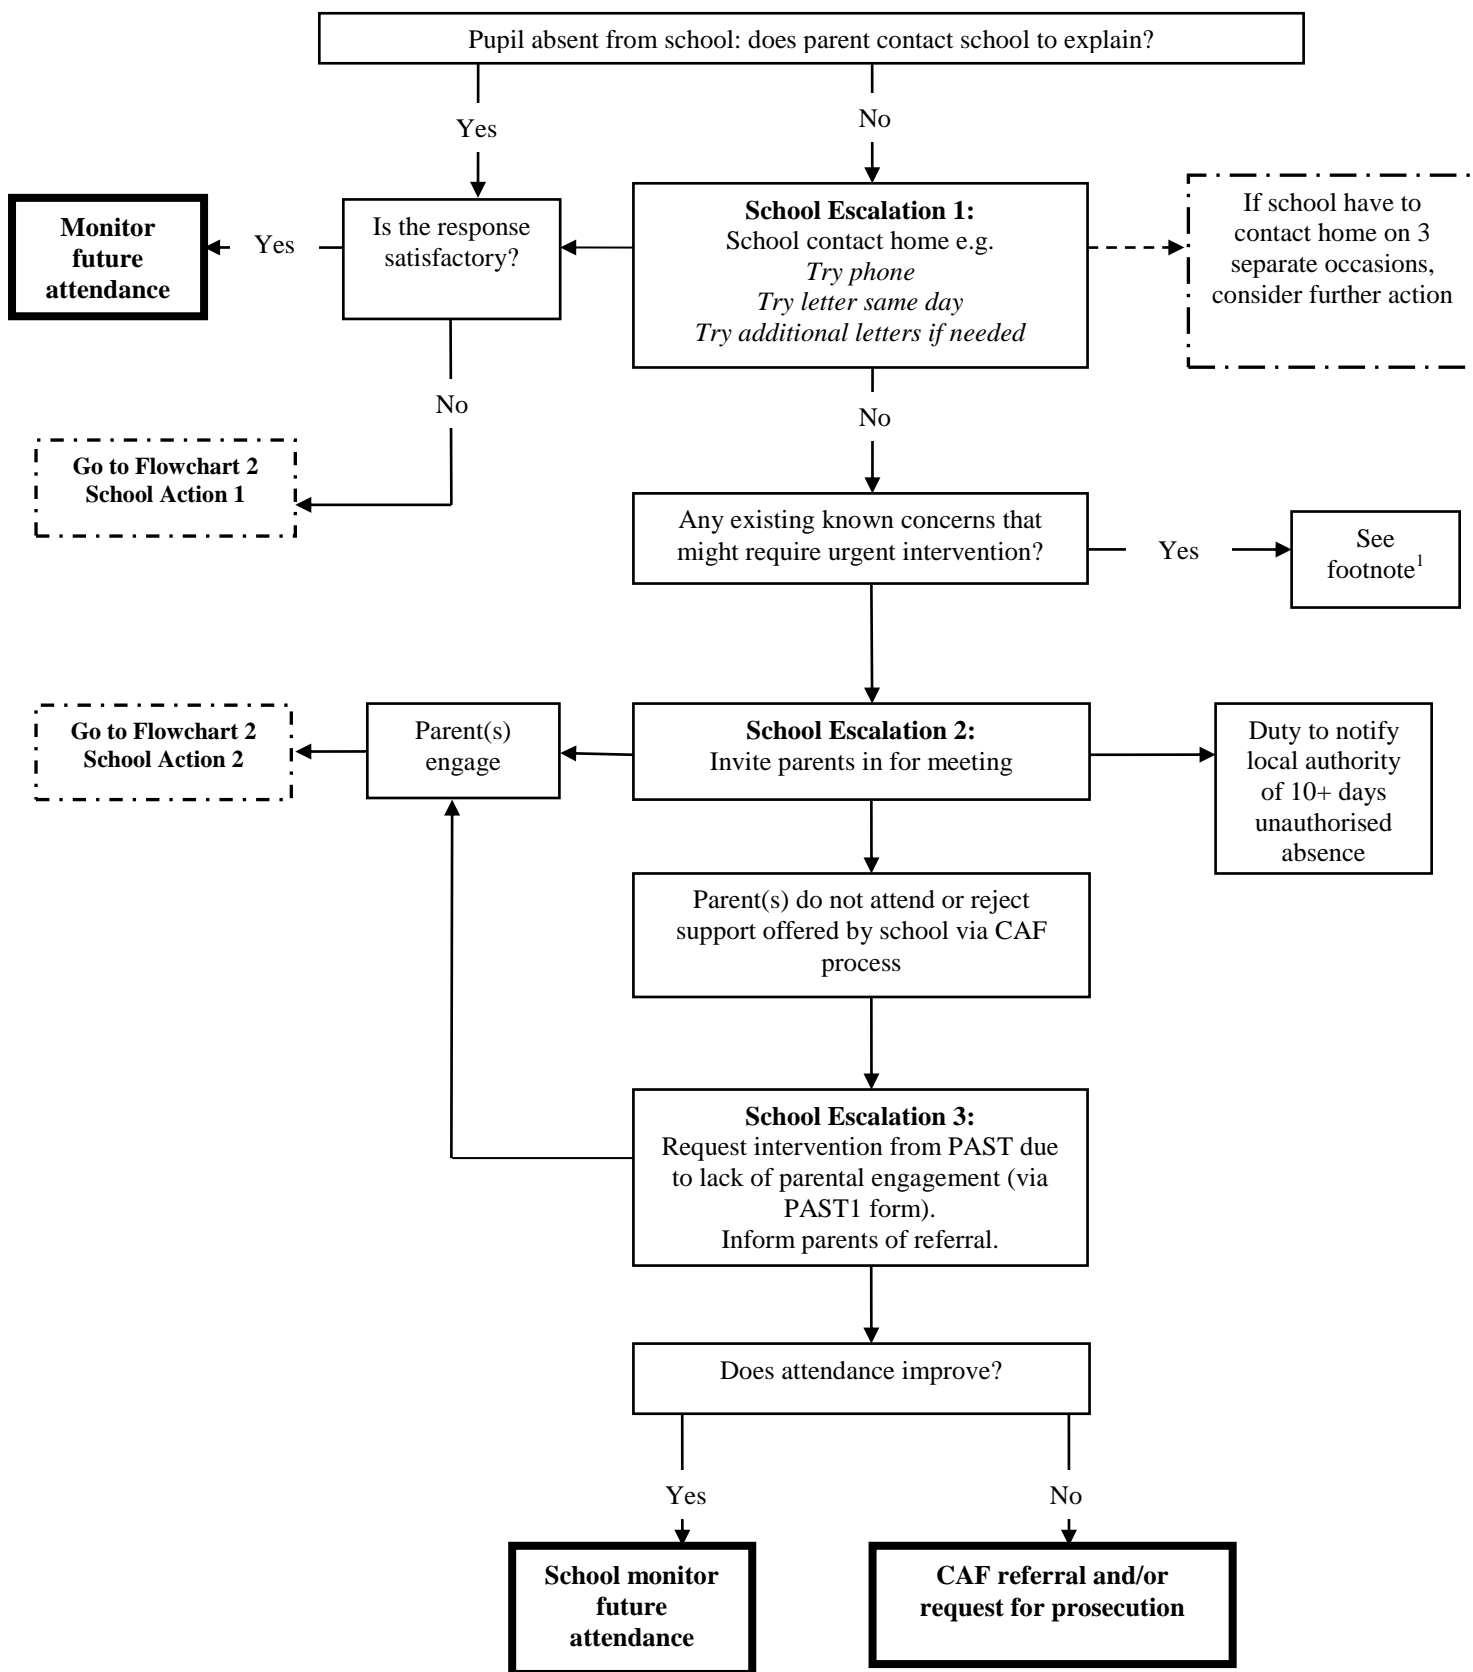 Pupil absent from school: does parent contact school to explain?
Yes
No
Monitor
future
attendance
Yes
Is the response
satisfactory?
School Escalation 1:
School contact home e.g.
Try phone
Try letter same day
Try additional letters if needed
If school have to
contact home on 3
separate occasions,
consider further action
No
No
Go to Flowchart 2
School Action 1
Any existing known concerns that
might require urgent intervention?
Yes
See
footnote1
Go to Flowchart 2
School Action 2
Parent(s)
engage
School Escalation 2:
Invite parents in for meeting
Duty to notify
local authority
of 10+ days
unauthorised
absence
Parent(s) do not attend or reject
support offered by school via CAF
process
School Escalation 3:
Request intervention from PAST due
to lack of parental engagement (via
PAST1 form).
Inform parents of referral.
Does attendance improve?
Yes
No
School monitor
future
attendance
CAF referral and/or
request for prosecution